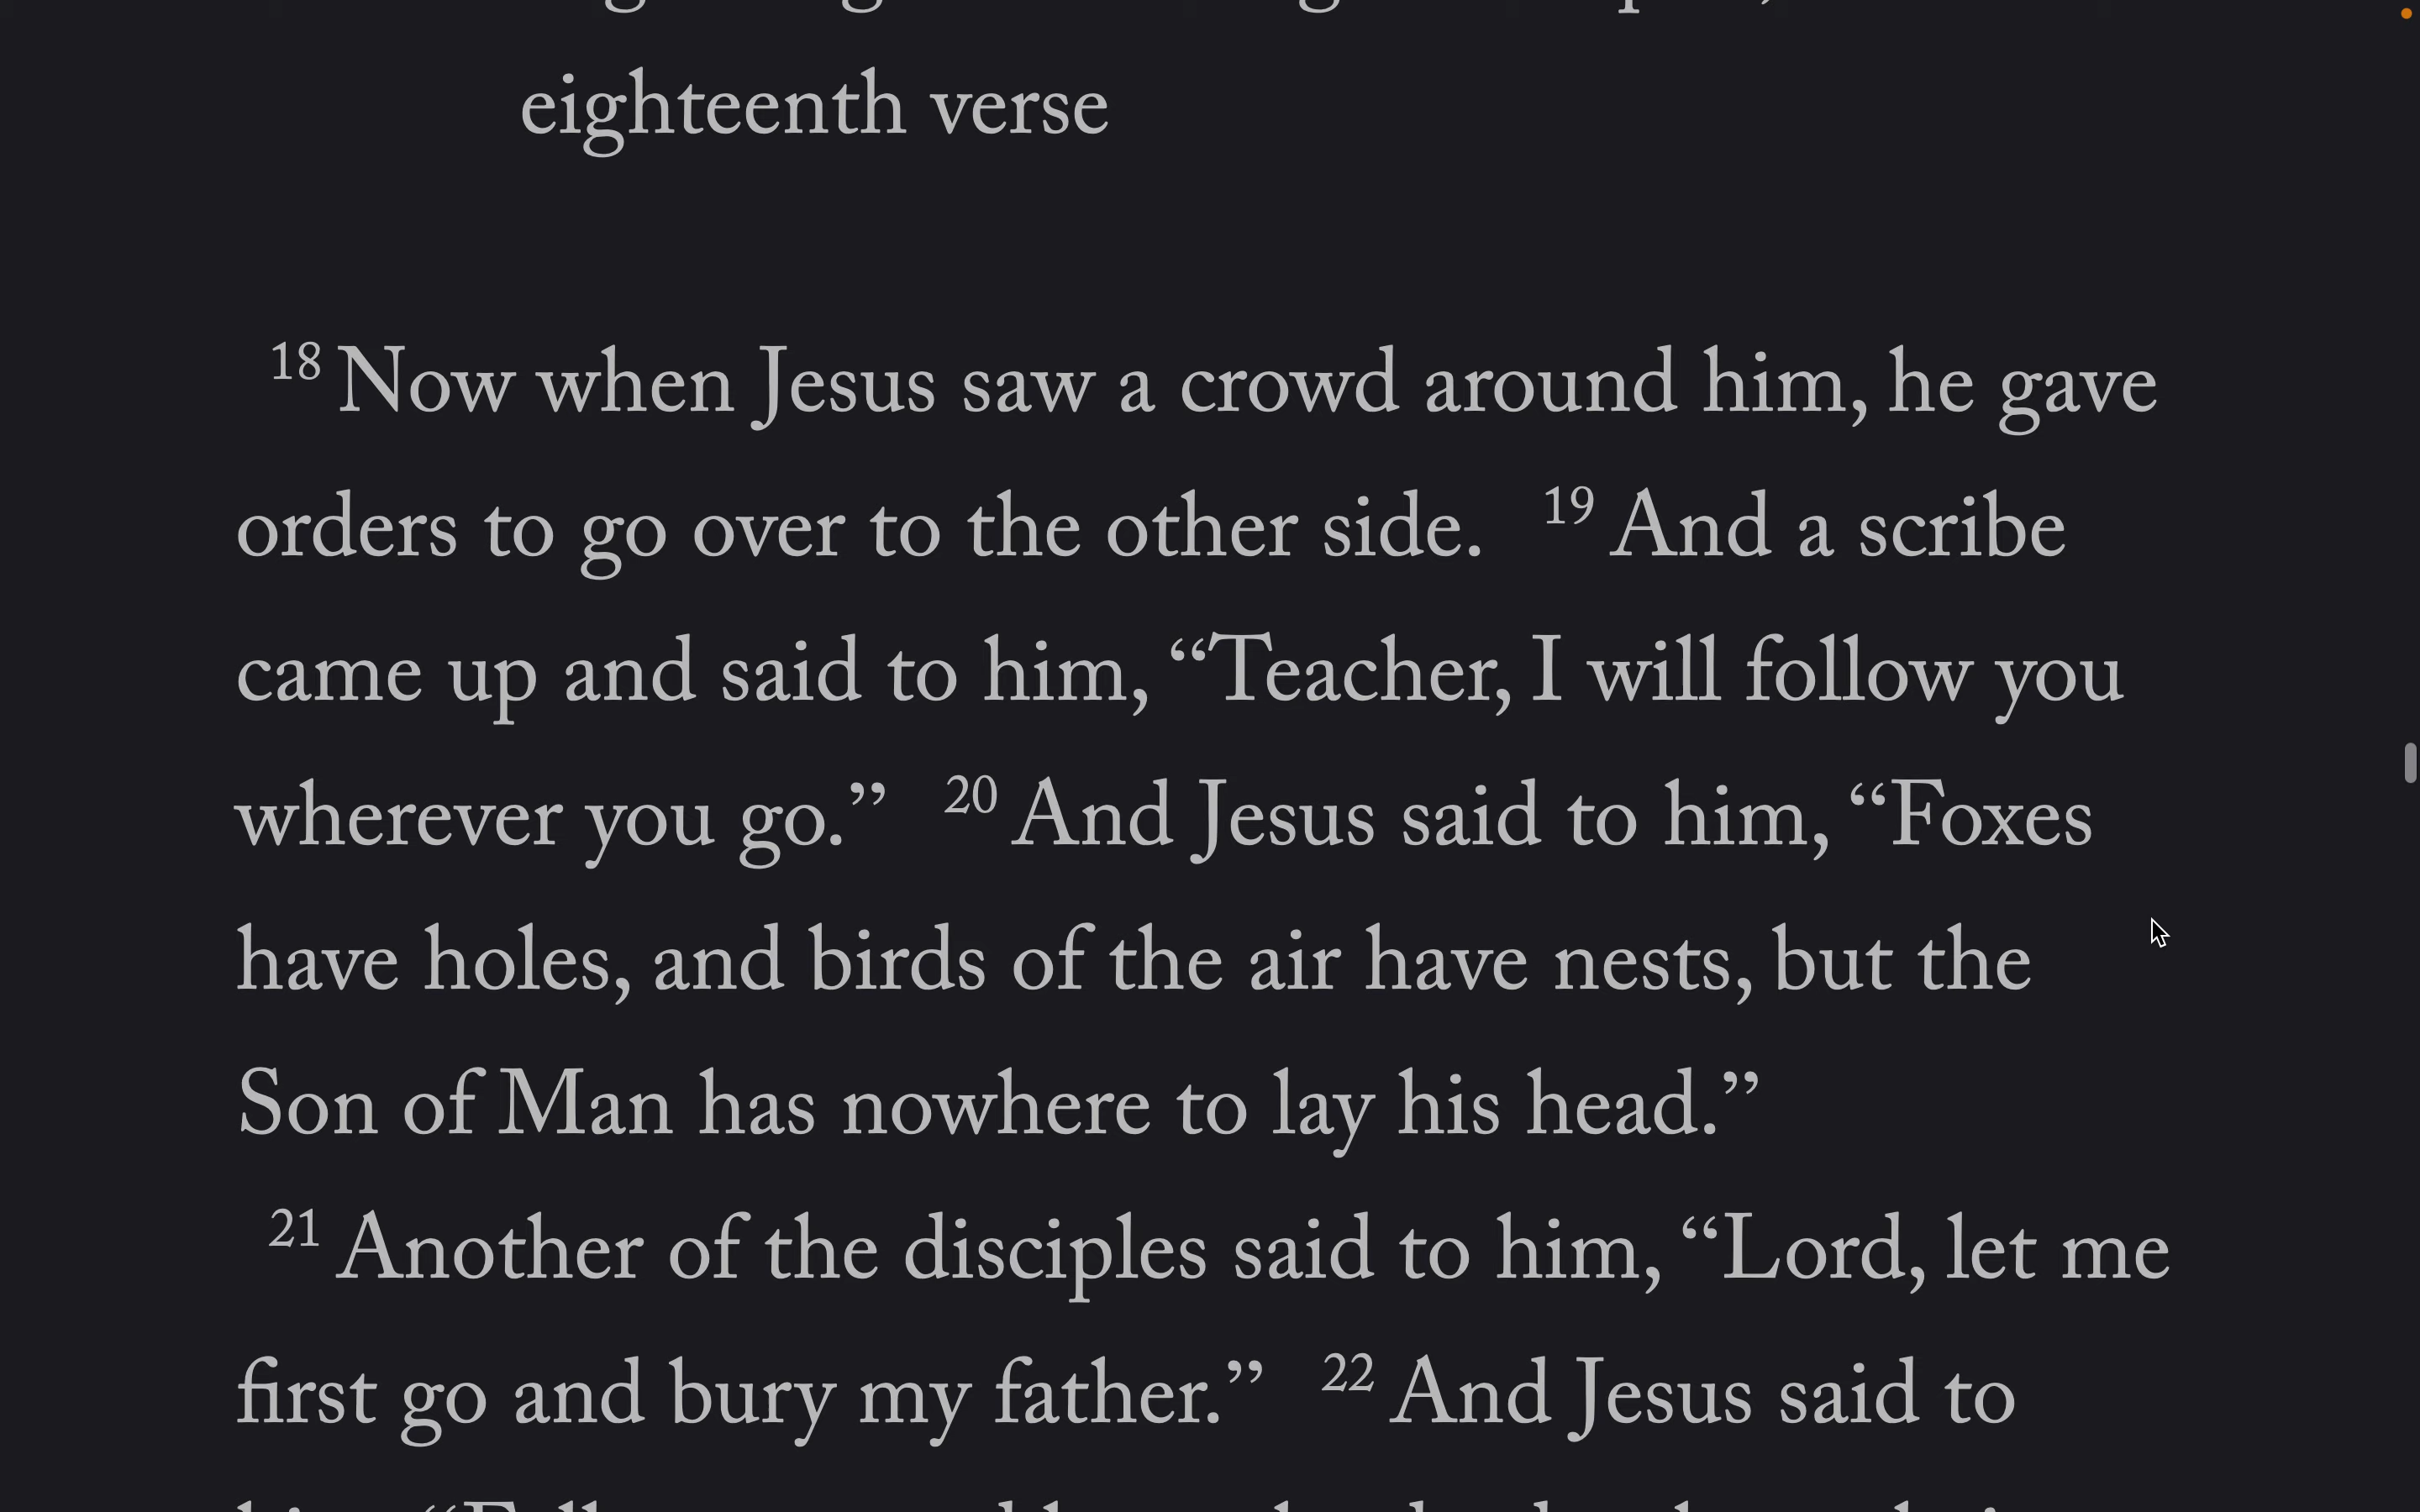 eighteenth verse
18 Now when Jesus saw a crowd around him, he gave
orders to go over to the other side. 19 And a scribe
came up and said to him, “Teacher, I will follow you
wherever you go.” 20 And Jesus said to him, “Foxes
have holes, and birds of the air have nests, but the
Son of Man has nowhere to lay his head.”
21 Another of the disciples said to him, “Lord, let me
first go and bury my father.” 22 And Jesus said to